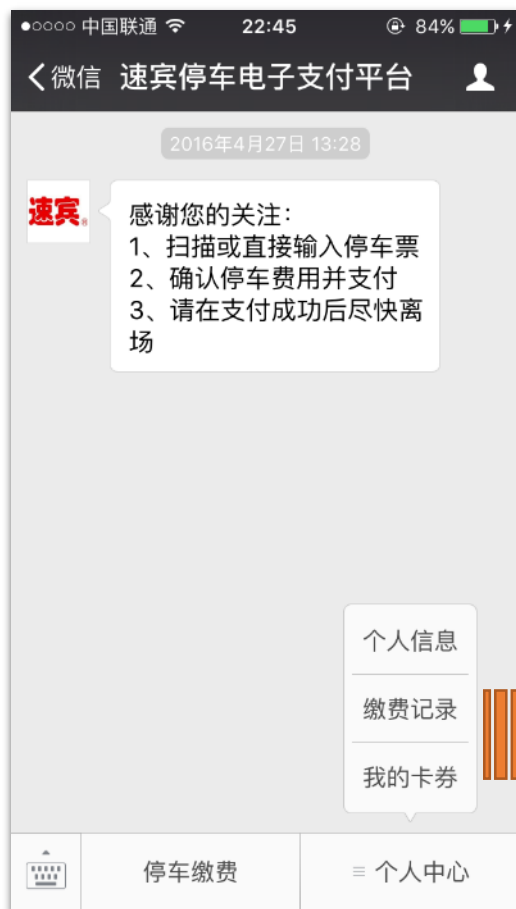 中国联通 22:45 84%
微信 速宾停车电子支付平台
2016年4月27日 13:28
速宾®
感谢您的关注：
1、扫描或直接输入停车票
2、确认停车费用并支付
3、请在支付成功后尽快离
场
个人信息
缴费记录
我的卡券
停车缴费 个人中心